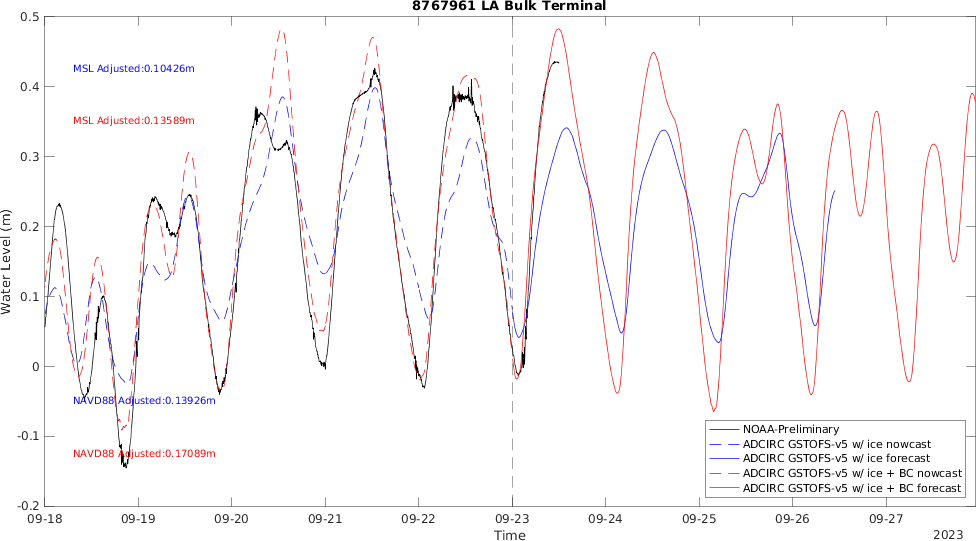 8767961 LA Bulk Terminal
0.5
0.4
0.3
0.2
0.1
0
-0.1
-0.2
Water Level (m)
MSL Adjusted:0.10426m
MSL Adjusted:0.13589m
NAVD88 Adjusted:0.13926m
NAVD88 Adjusted:0.17089m
NOAA-Preliminary
ADCIRC GSTOFS-v5 w/ ice nowcast
ADCIRC GSTOFS-v5 w/ ice forecast
ADCIRC GSTOFS-v5 w/ ice + BC nowcast
ADCIRC GSTOFS-v5 w/ ice + BC forecast
09-18 09-19 09-20 09-21 09-22 09-23 09-24 09-25 09-26 09-27
Time
2023